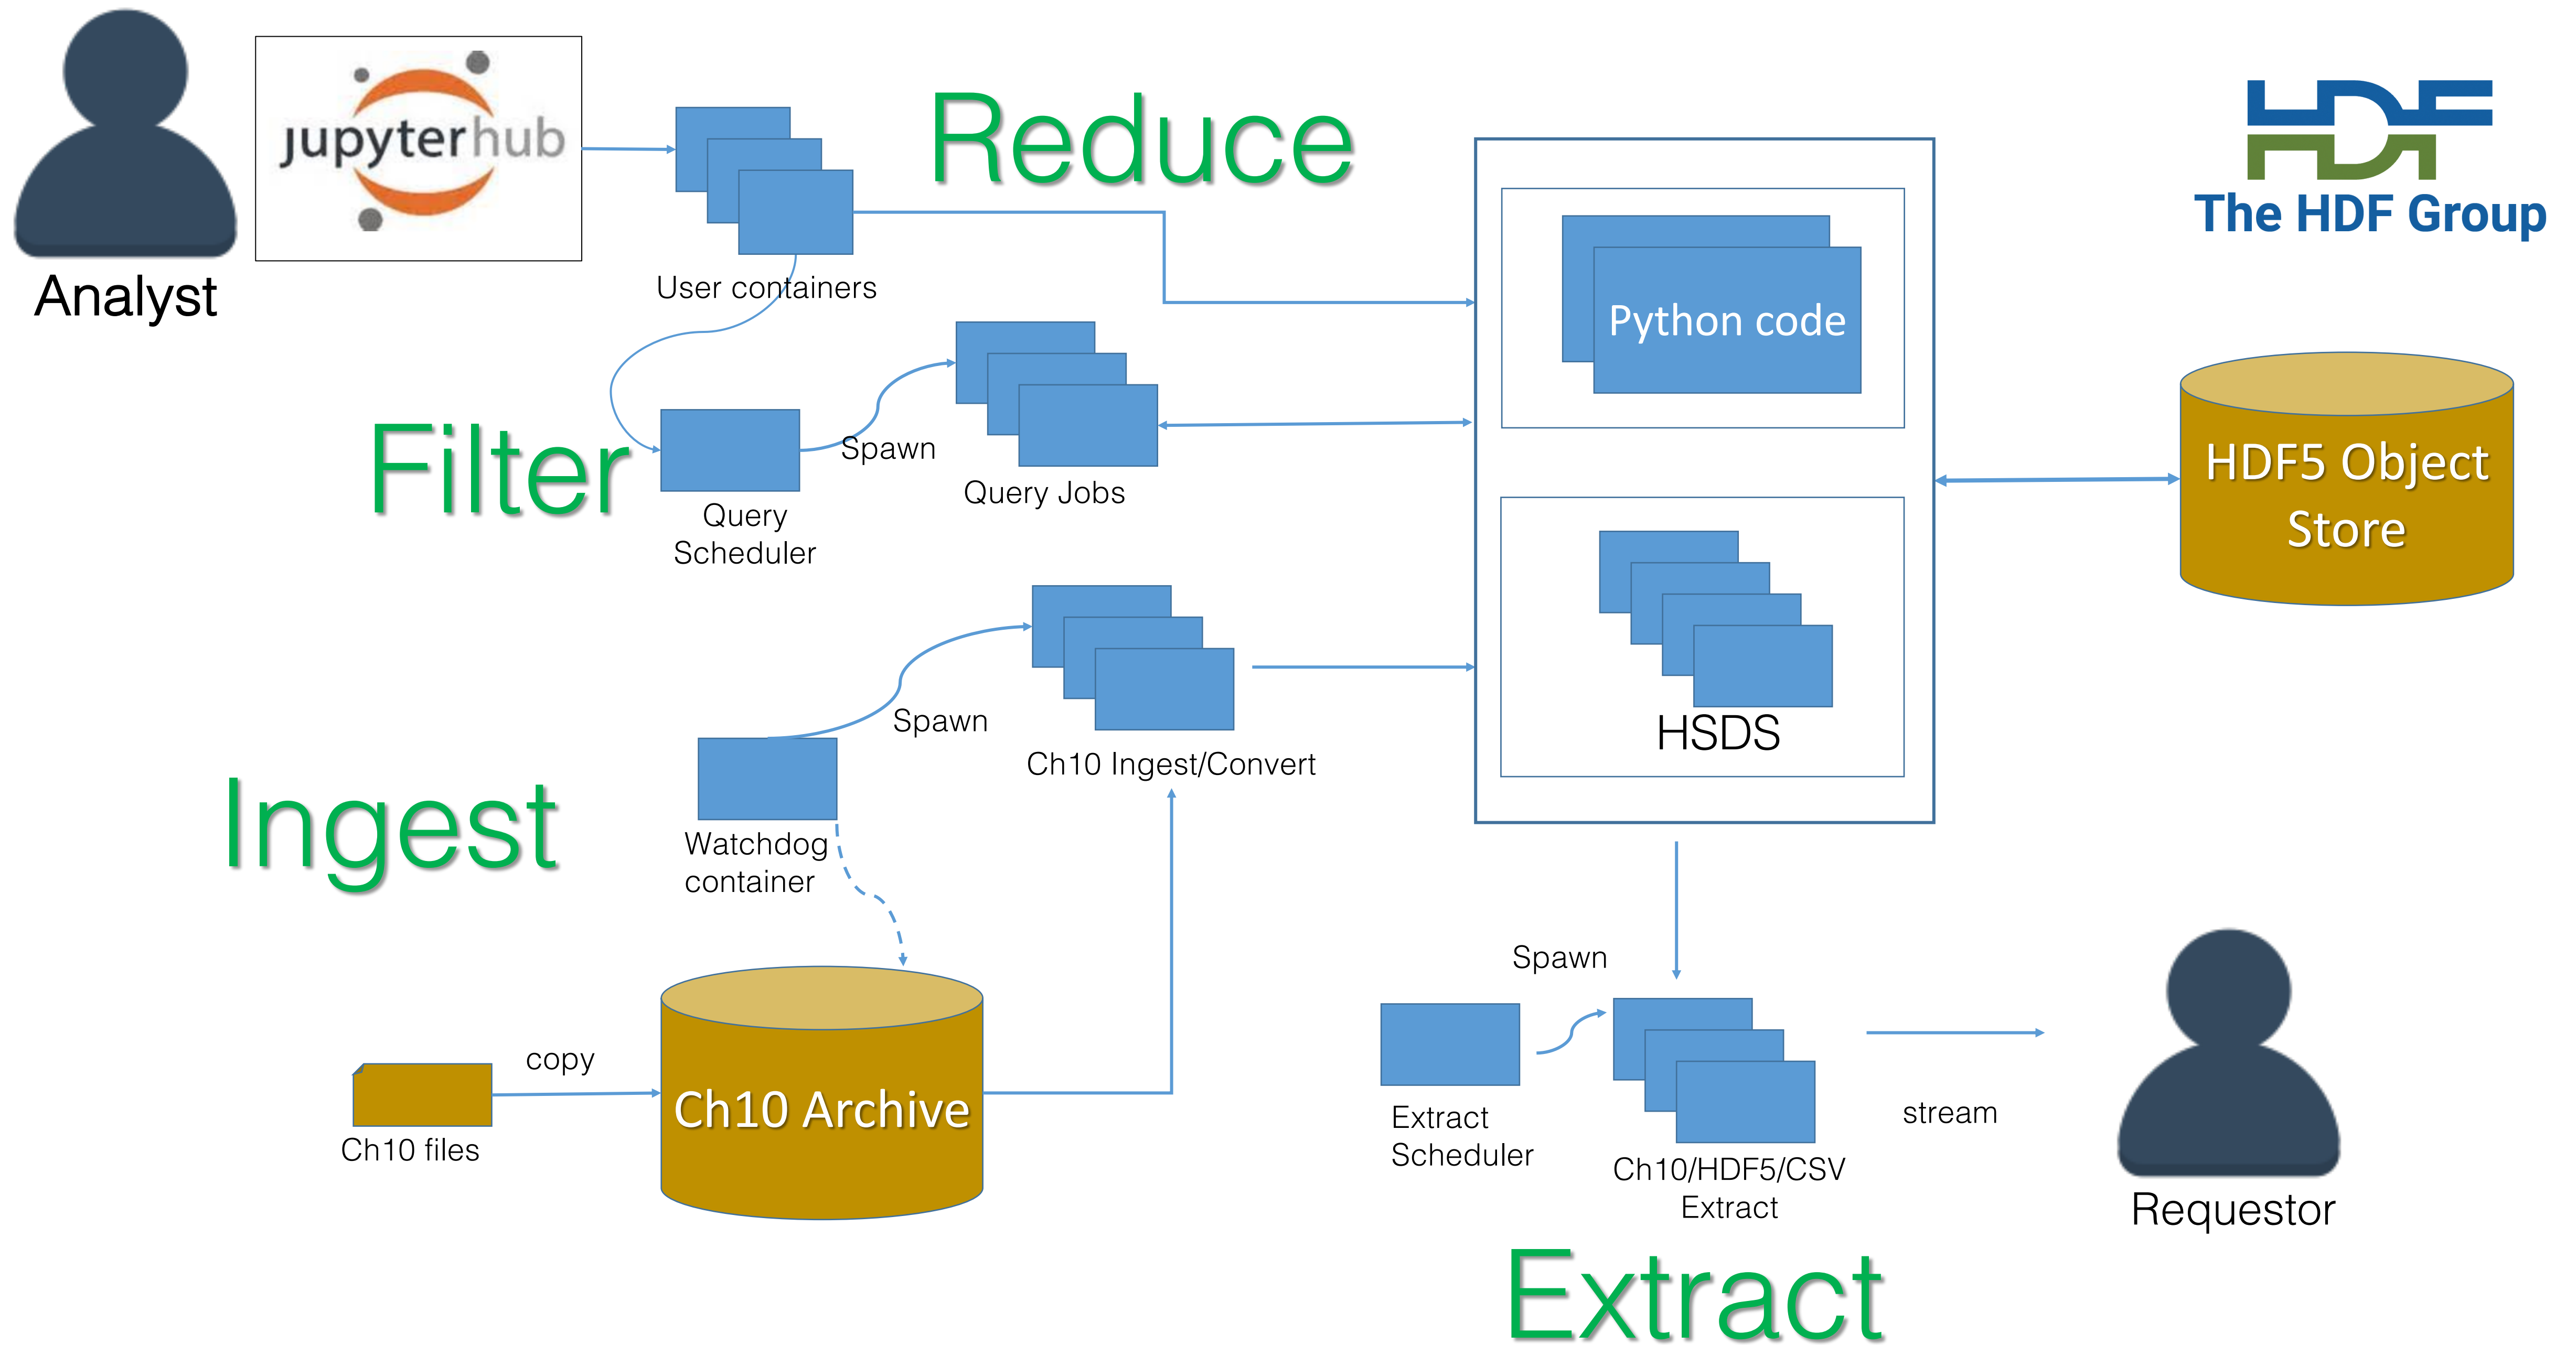 Analyst
jupyterhub
User containers
Reduce
The HDF Group
Python code
Filter
Query
Scheduler
Spawn
Query Jobs
HDF5 Object
Store
HSDS
Ingest
Watchdog
container
Spawn
Ch10 Ingest/Convert
Ch10 files
copy
Ch10 Archive
Spawn
Extract
Scheduler
Ch10/HDF5/CSV
Extract
stream
Requestor
Extract